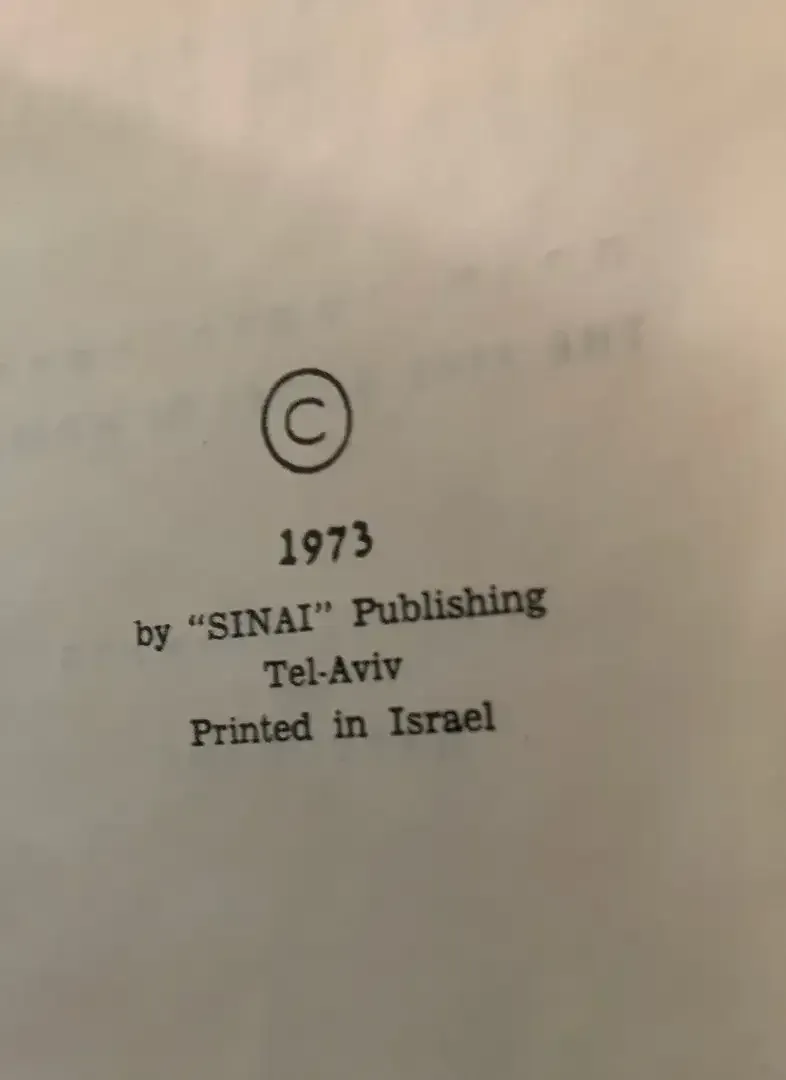 ©
1973
by “SINAI” Publishing
Tel-Aviv
Printed in Israel